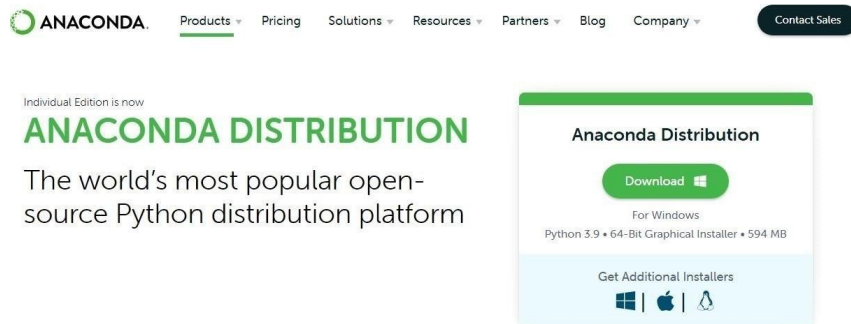 ANACONDA.
Products Pricing Solutions Resources Partners Blog Company Contact Sales
Individual Edition is now
ANACONDA DISTRIBUTION
The world's most popular open-
source Python distribution platform
Anaconda Distribution
Download
For Windows
Python 3.9 • 64-Bit Graphical Installer • 594 MB
Get Additional Installers
| |